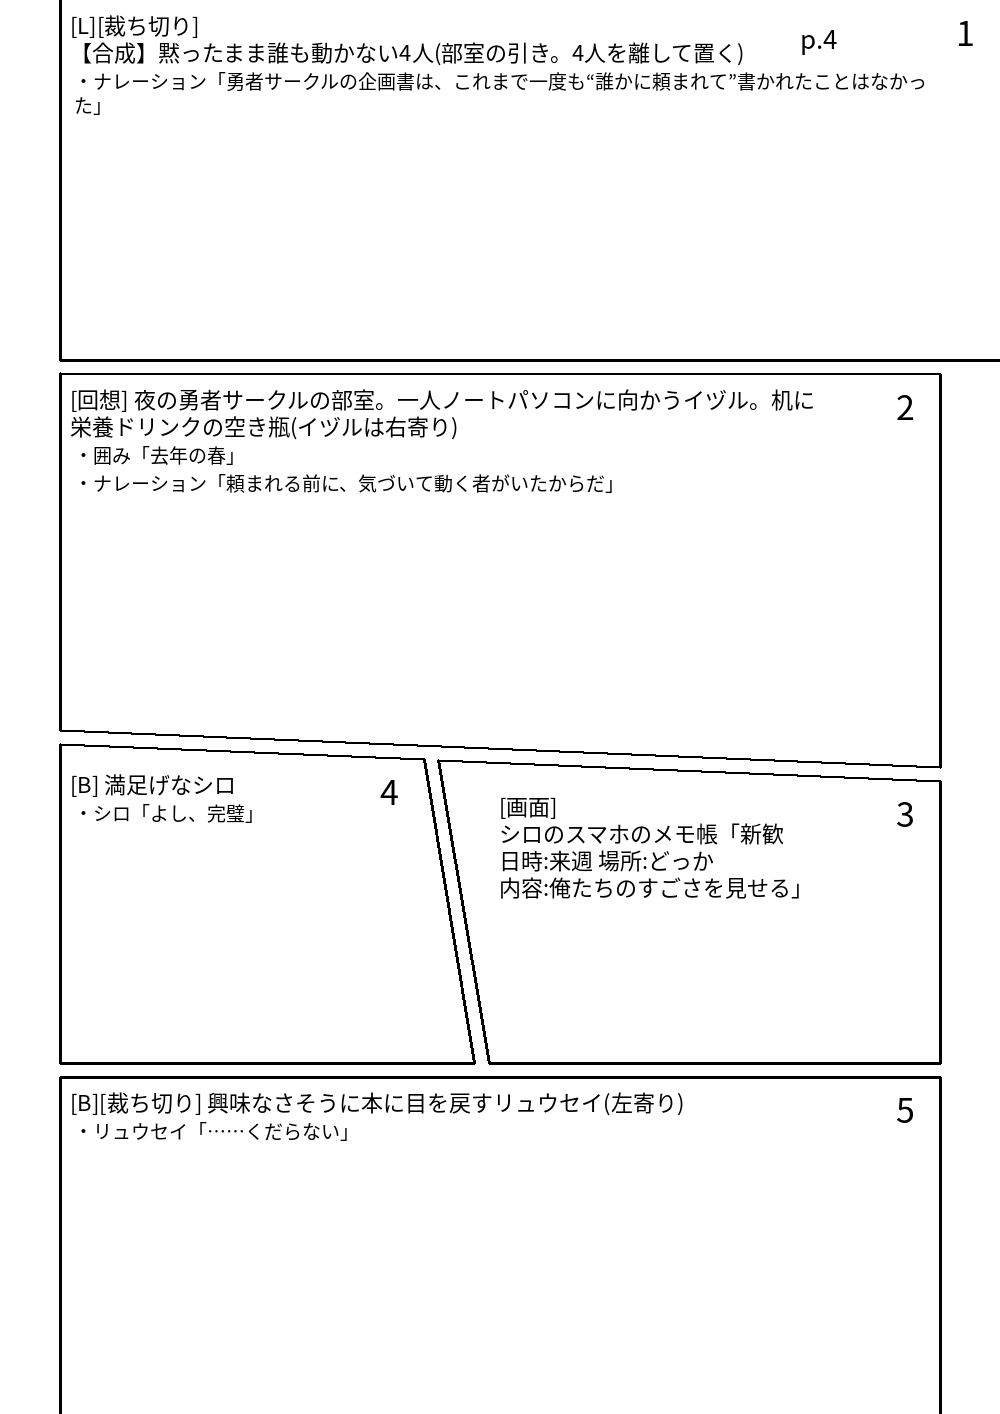 [L][裁ち切り]
【合成】黙ったまま誰も動かない4人(部室の引き。4人を離して置く)
p.4
1
・ナレーション「勇者サークルの企画書は、これまで一度も“誰かに頼まれて”書かれたことはなかっ
た」
[回想] 夜の勇者サークルの部室。一人ノートパソコンに向かうイヅル。机に
栄養ドリンクの空き瓶(イヅルは右寄り)
2
・囲み「去年の春」
・ナレーション「頼まれる前に、気づいて動く者がいたからだ」
[画面]
3
シロのスマホのメモ帳「新歓
日時:来週 場所:どっか
内容:俺たちのすごさを見せる」
[B] 満足げなシロ
4
・シロ「よし、完璧」
[B][裁ち切り] 興味なさそうに本に目を戻すリュウセイ(左寄り)
5
・リュウセイ「……くだらない」